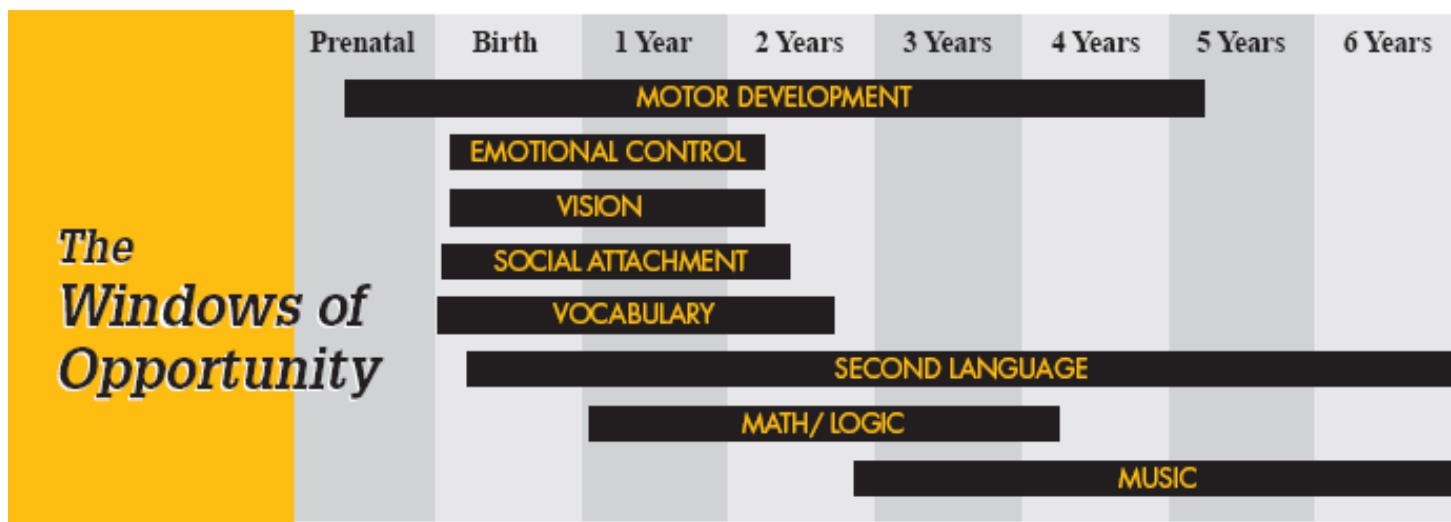 Prenatal Birth 1 Year 2 Years 3 Years 4 Years 5 Years 6 Years
MOTOR DEVELOPMENT
EMOTIONAL CONTROL
VISION
SOCIAL ATTACHMENT
VOCABULARY
SECOND LANGUAGE
MATH/ LOGIC
MUSIC
The
Windows of
Opportunity